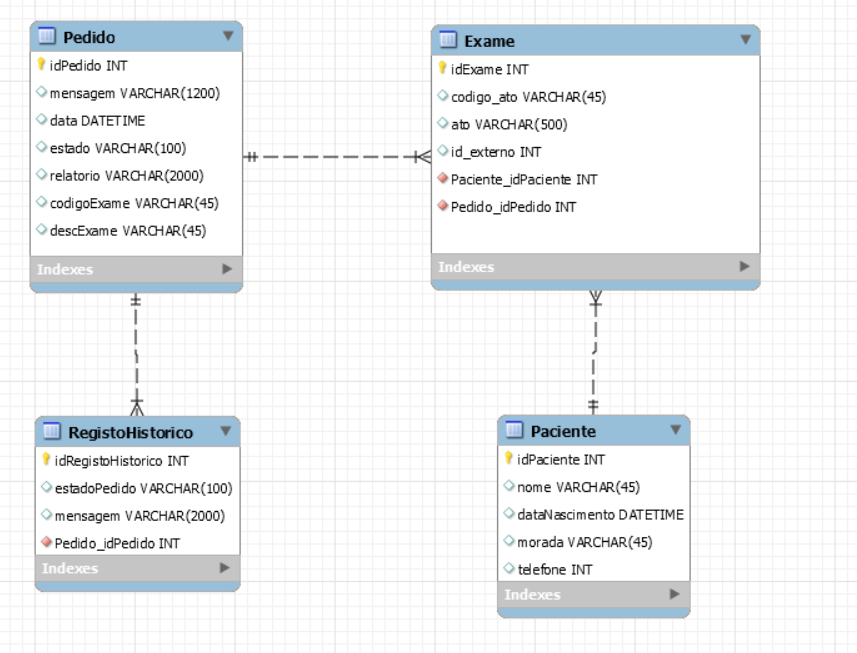 Pedido
idPedido INT
mensagem VARCHAR(1200)
data DATETIME
estado VARCHAR(100)
relatorio VARCHAR(2000)
codigoExame VARCHAR(45)
descExame VARCHAR(45)
Indexes
Exame
idExame INT
codigo_ato VARCHAR(45)
ato VARCHAR(500)
id_externo INT
Paciente_idPaciente INT
Pedido_idPedido INT
Indexes
RegistoHistorico
idRegistoHistorico INT
estadoPedido VARCHAR(100)
mensagem VARCHAR(2000)
Pedido_idPedido INT
Indexes
Paciente
idPaciente INT
nome VARCHAR(45)
dataNascimento DATETIME
morada VARCHAR(45)
telefone INT
Indexes